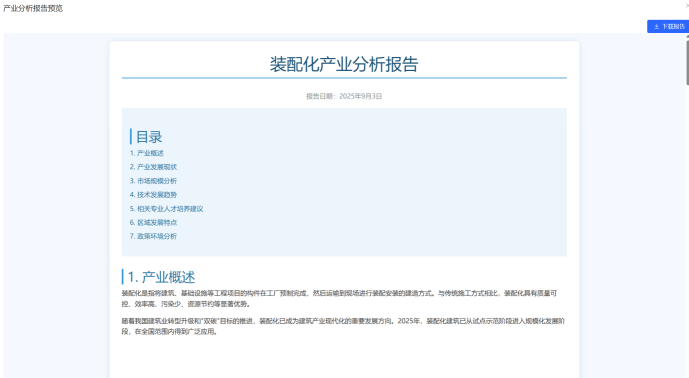 产业分析报告预览
下载报告
装配化产业分析报告
报告日期：2025年9月3日
目录
1. 产业概述
2. 产业发展现状
3. 市场规模分析
4. 技术发展趋势
5. 相关专业人才培养建议
6. 区域发展特点
7. 政策环境分析
1. 产业概述
装配化是指将建筑、基础设施等工程项目的构件在工厂预制完成，然后运输到现场进行装配安装的建造方式。与传统施工方式相比，装配化具有质量可
控、效率高、污染少、资源节约等显著优势。
随着我国建筑业转型升级和“双碳”目标的推进，装配化已成为建筑产业现代化的重要发展方向。2025年，装配化建筑已从试点示范阶段进入规模化发展阶
段，在全国范围内得到广泛应用。